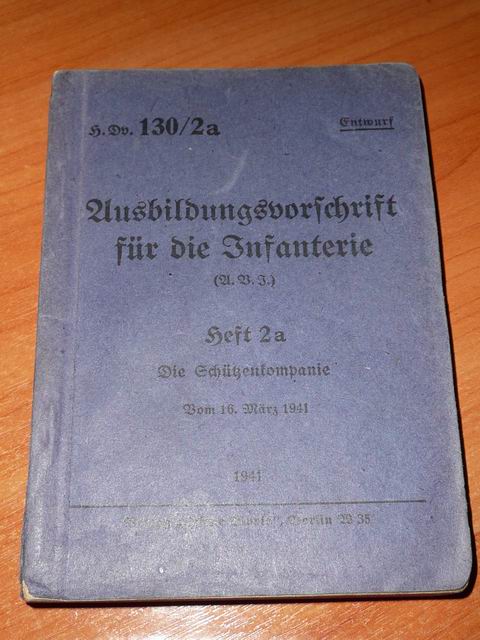 H. Dv. 130/2a
Entwurf
Ausbildungsvorschrift
für die Infanterie
(A. V. I.)
Heft 2a
Die Schützenkompanie
Vom 16. März 1941
1941
Berlin W 35